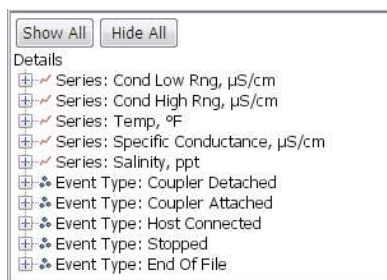 Show All Hide All
Details
Series: Cond Low Rng, µS/cm
Series: Cond High Rng, µS/cm
Series: Temp, ºF
Series: Specific Conductance, µS/cm
Series: Salinity, ppt
Event Type: Coupler Detached
Event Type: Coupler Attached
Event Type: Host Connected
Event Type: Stopped
Event Type: End Of File